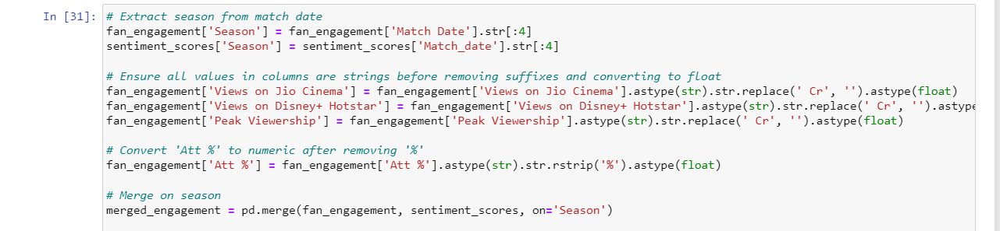 In [31]: # Extract season from match date
fan_engagement['Season'] = fan_engagement['Match Date'].str[:4]
sentiment_scores['Season'] = sentiment_scores['Match_date'].str[:4]
# Ensure all values in columns are strings before removing suffixes and converting to float
fan_engagement['Views on Jio Cinema'] = fan_engagement['Views on Jio Cinema'].astype(str).str.replace(' Cr', '').astype(float)
fan_engagement['Views on Disney+ Hotstar'] = fan_engagement['Views on Disney+ Hotstar'].astype(str).str.replace(' Cr', '').astype
fan_engagement['Peak Viewership'] = fan_engagement['Peak Viewership'].astype(str).str.replace(' Cr', '').astype(float)
# Convert 'Att %' to numeric after removing '%'
fan_engagement['Att %'] = fan_engagement['Att %'].astype(str).str.rstrip('%').astype(float)
# Merge on season
merged_engagement = pd.merge(fan_engagement, sentiment_scores, on='Season')